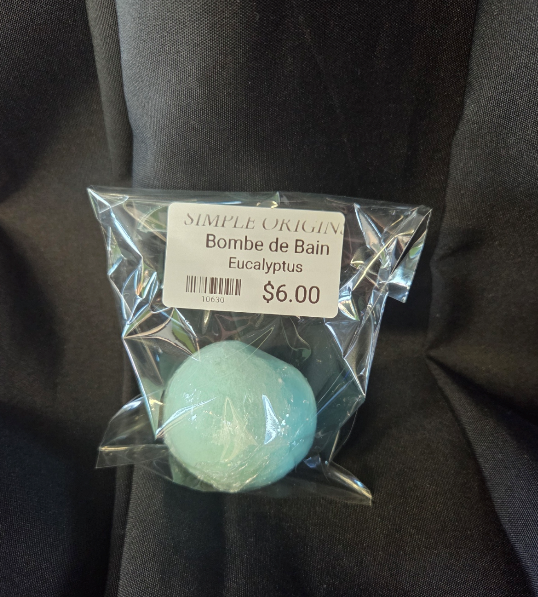 SIMPLE ORIGINS
Bombe de Bain
Eucalyptus
10630
$6.00